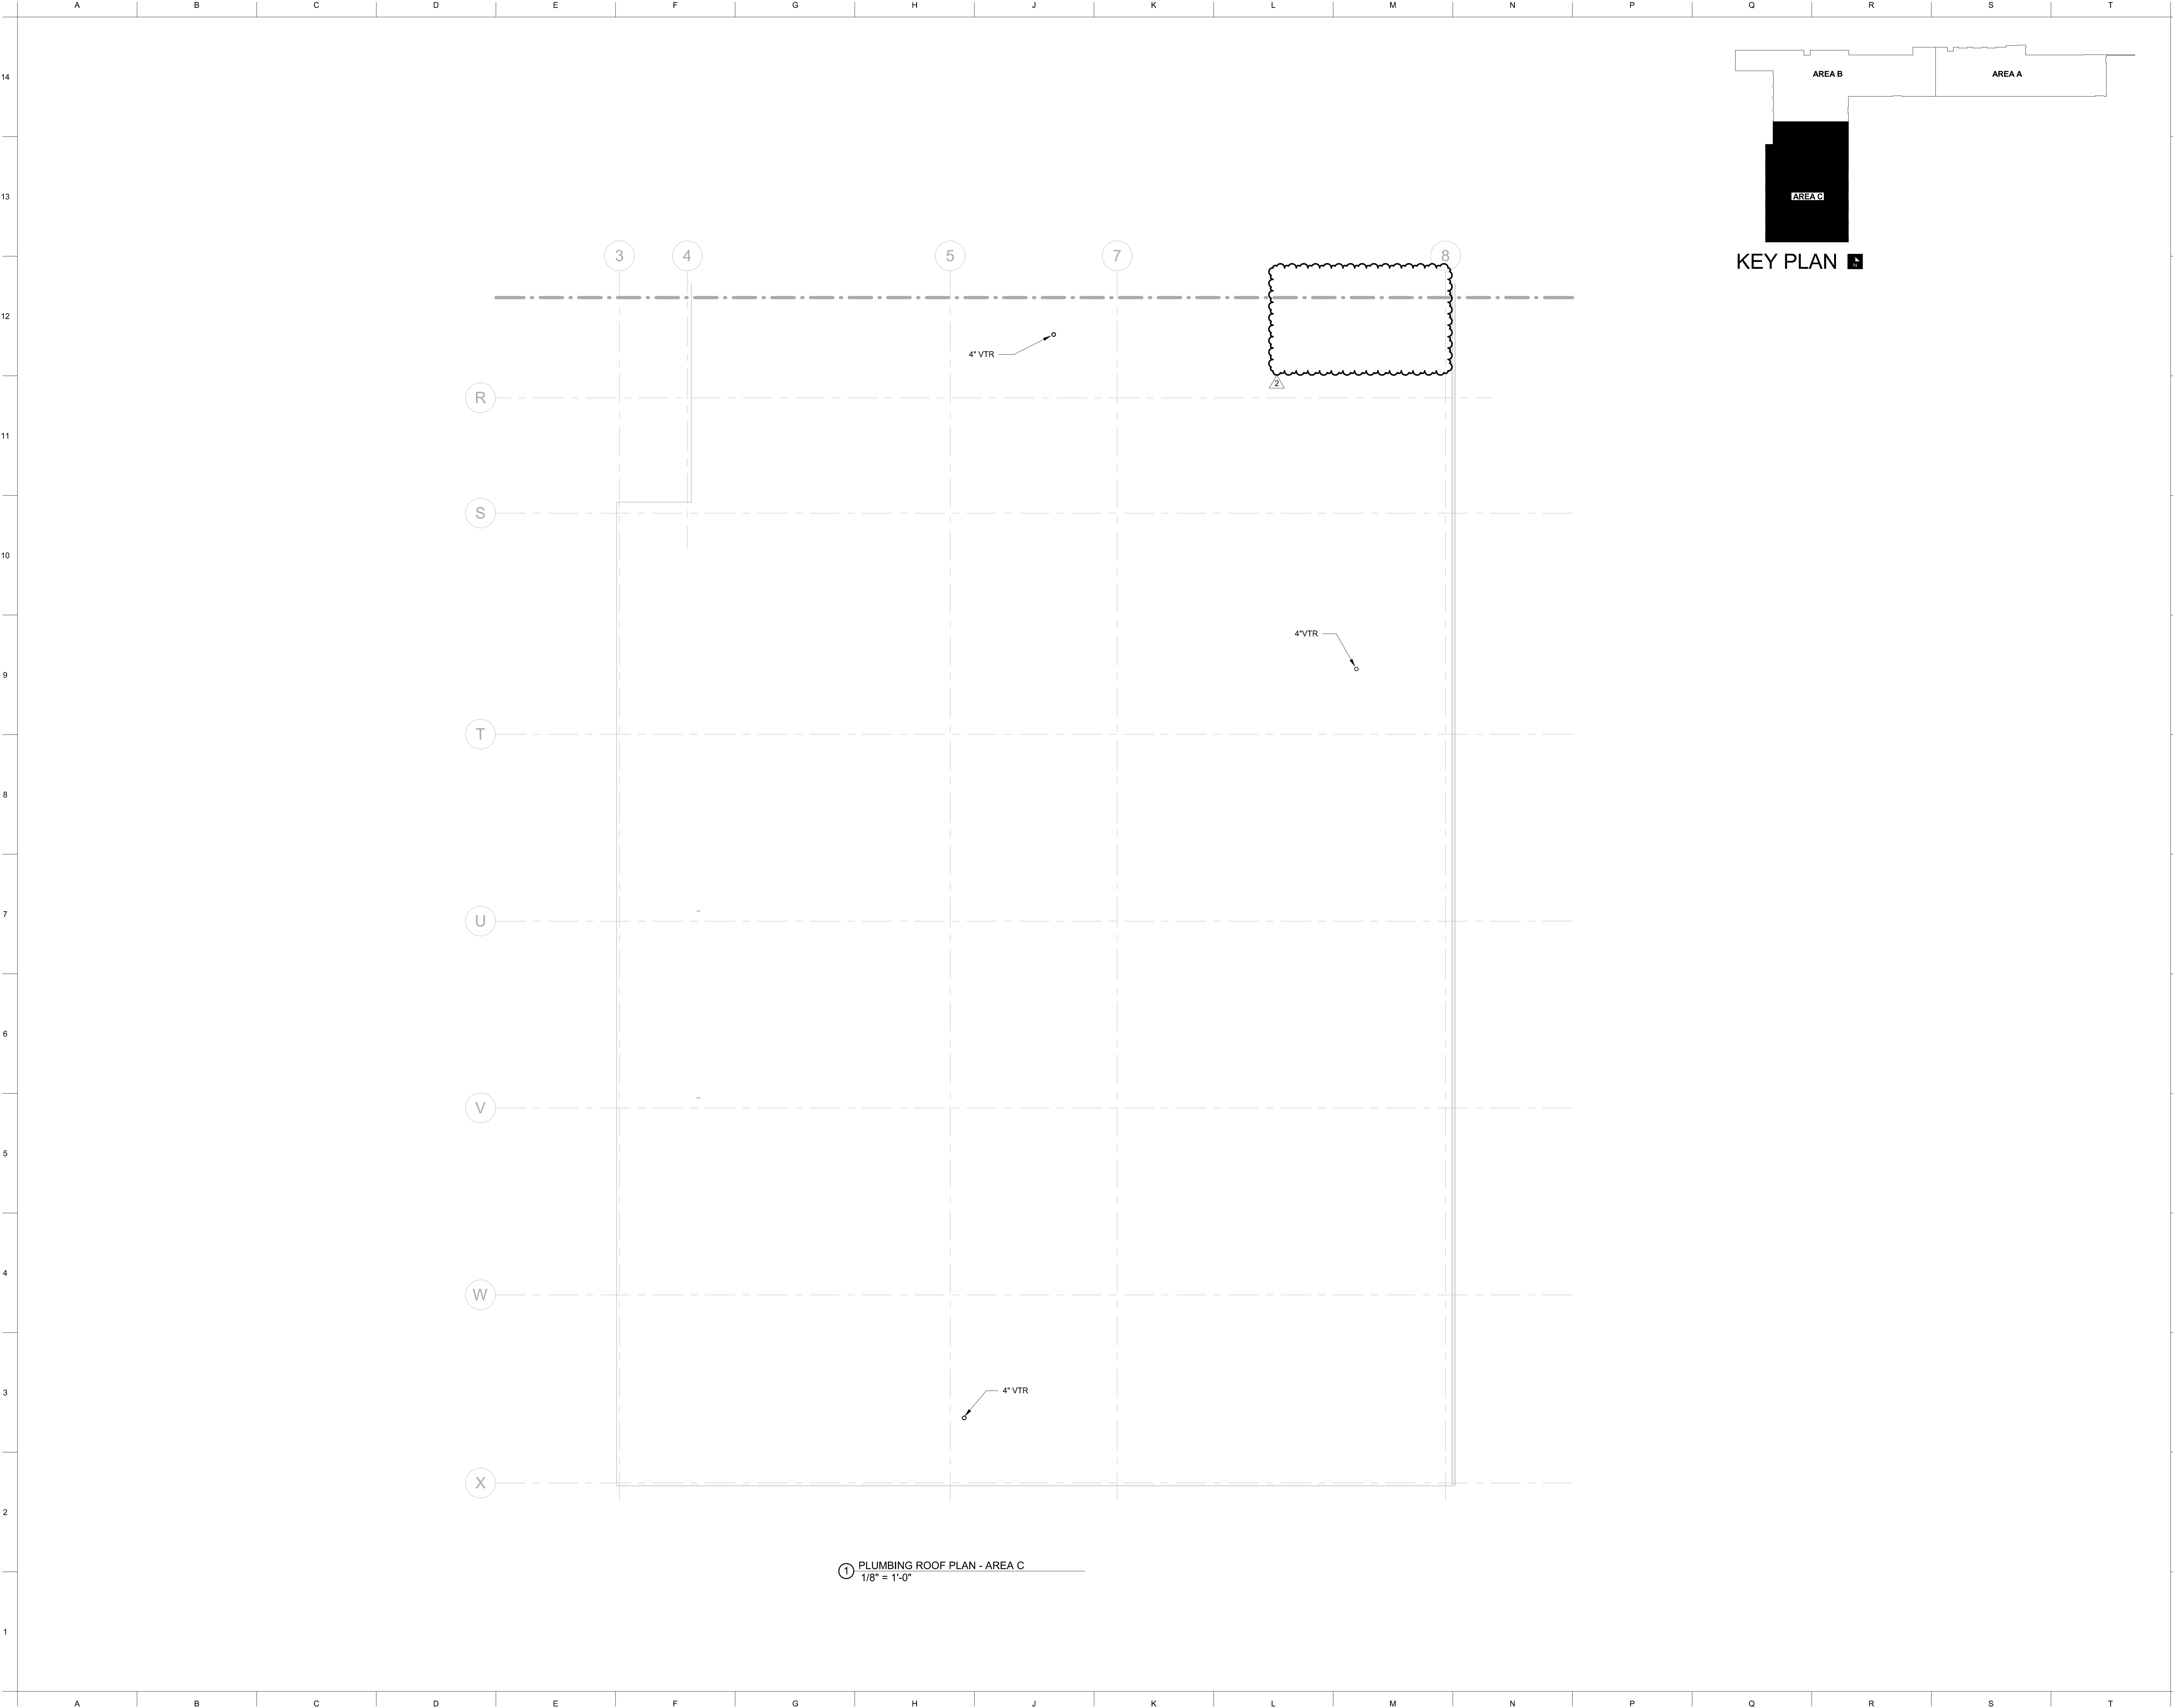 A B C D E F G H J K L M N P Q R S T
14
AREA B
AREA A
13
AREA C
KEY PLAN
N
3 4 5 7 8
12
4" VTR
2
R
11
S
10
4"VTR
9
T
8
7
U
6
V
5
4
W
3
4" VTR
X
2
1 PLUMBING ROOF PLAN - AREA C
1/8" = 1'-0"
1
A B C D E F G H J K L M N P Q R S T